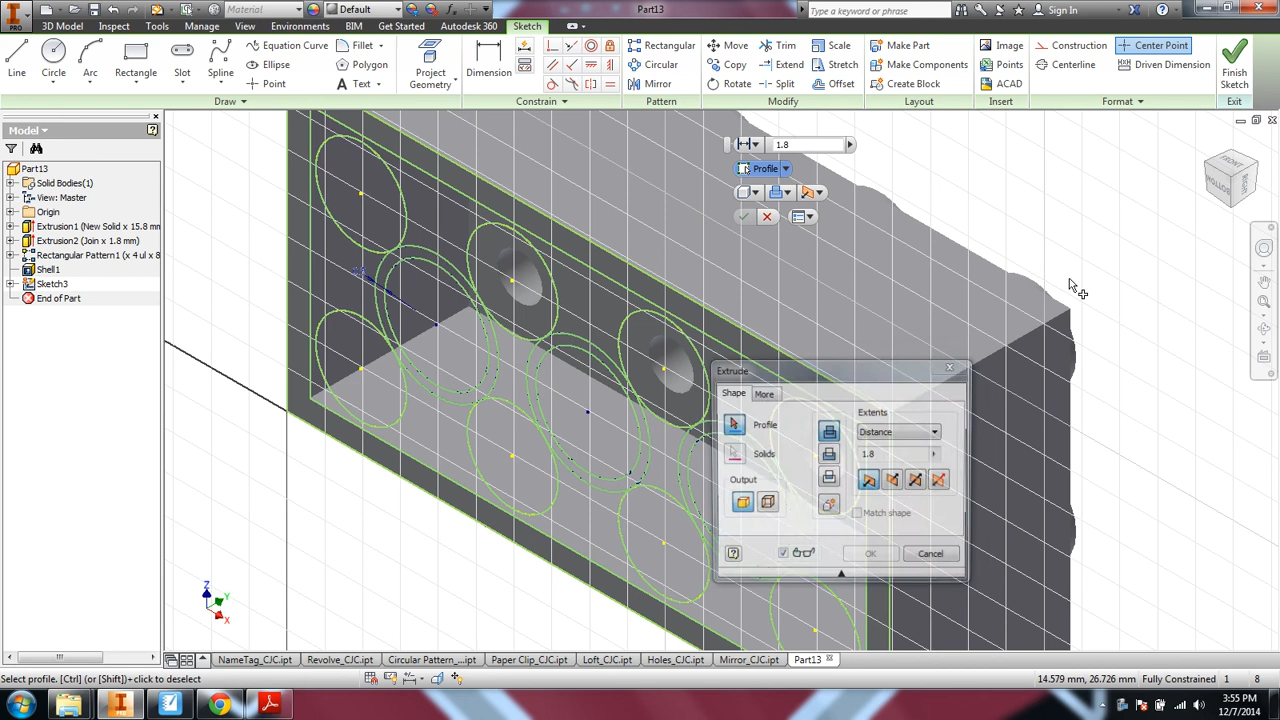 PRO
Material
Default
Part13
Type a keyword or phrase
Sign In
3D Model
Inspect
Tools
Manage
View
Environments
BIM
Get Started
Autodesk 360
Sketch
Line
Circle
Arc
Rectangle
Slot
Spline
Equation Curve
Ellipse
Point
Fillet
Polygon
Text
Project
Geometry
Dimension
Rectangular
Circular
Mirror
Move
Copy
Rotate
Trim
Extend
Split
Scale
Stretch
Offset
Make Part
Make Components
Create Block
Image
Points
ACAD
Construction
Centerline
Center Point
Driven Dimension
Finish
Sketch
Draw
Constrain
Pattern
Modify
Layout
Insert
Format
Exit
Model
Part13
Solid Bodies(1)
View: Master
Origin
Extrusion1 (New Solid x 15.8 mm
Extrusion2 (Join x 1.8 mm)
Rectangular Pattern1 (x 4 ul x 8
Shell1
Sketch3
End of Part
1.8
Profile
FRONT
BACK
Extrude
Shape
More
Profile
Solids
Output
Extents
Distance
1.8
Match shape
OK
Cancel
Z
Y
X
NameTag_CJC.ipt
Revolve_CJC.ipt
Circular Pattern_...ipt
Paper Clip_CJC.ipt
Loft_CJC.ipt
Holes_CJC.ipt
Mirror_CJC.ipt
Part13
Select profile. [Ctrl] (or [Shift])-click to deselect
14.579 mm, 26.726 mm
Fully Constrained
1
8
3:55 PM
12/7/2014